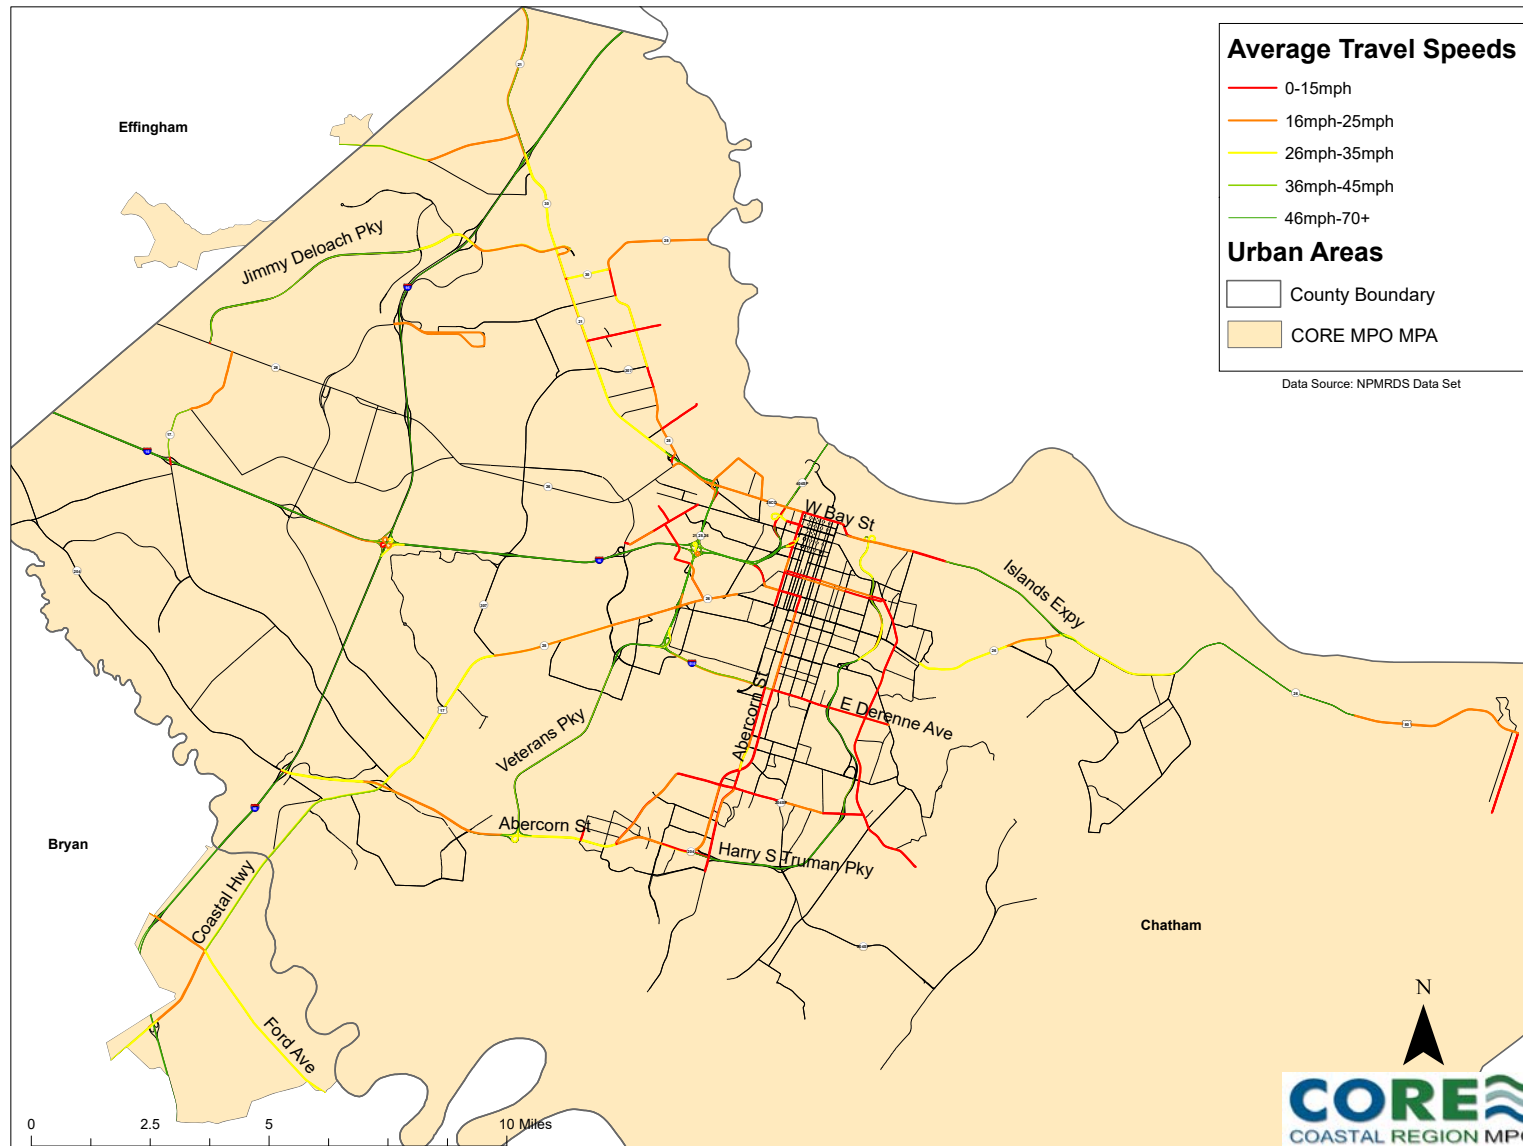 Average Travel Speeds
0-15mph
16mph-25mph
26mph-35mph
36mph-45mph
46mph-70+
Urban Areas
County Boundary
CORE MPO MPA
Data Source: NPMRDS Data Set
Effingham
Jimmy Deloach Pky
W Bay St
Islands Expy
Abercorn St
E Derenne Ave
Veterans Pky
Abercorn St
Harry S Truman Pky
Bryan
Coastal Hwy
Chatham
Ford Ave
N
0
2.5
5
10 Miles
CORE
COASTAL REGION MPO